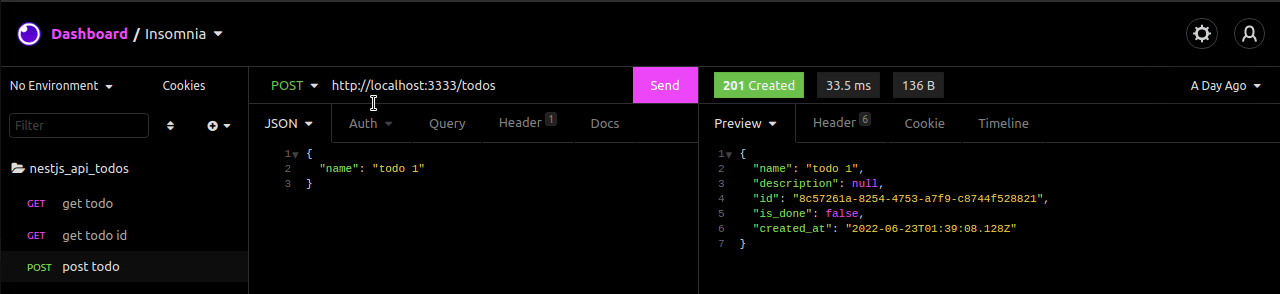 Dashboard / Insomnia
No Environment
Cookies
POST
http://localhost:3333/todos
Send
201 Created
33.5 ms
136 B
A Day Ago
Filter
JSON
Auth
Query
Header 1
Docs
Preview
Header 6
Cookie
Timeline
nestjs_api_todos
GET get todo
GET get todo id
POST post todo
1 {
2 "name": "todo 1"
3 }
1 {
2 "name": "todo 1",
3 "description": null,
4 "id": "8c57261a-8254-4753-a7f9-c8744f528821",
5 "is_done": false,
6 "created_at": "2022-06-23T01:39:08.128Z"
7 }